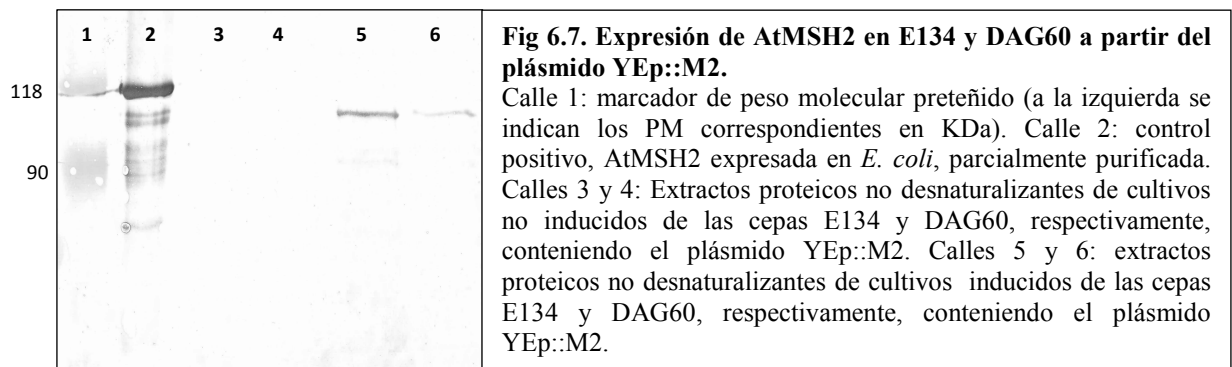 1 2 3 4 5 6
118
90
Fig 6.7. Expresión de AtMSH2 en E134 y DAG60 a partir del
plásmido YEp::M2.
Calle 1: marcador de peso molecular preteñido (a la izquierda se
indican los PM correspondientes en KDa). Calle 2: control
positivo, AtMSH2 expresada en E. coli, parcialmente purificada.
Calles 3 y 4: Extractos proteicos no desnaturalizantes de cultivos
no inducidos de las cepas E134 y DAG60, respectivamente,
conteniendo el plásmido YEp::M2. Calles 5 y 6: extractos
proteicos no desnaturalizantes de cultivos inducidos de las cepas
E134 y DAG60, respectivamente, conteniendo el plásmido
YEp::M2.